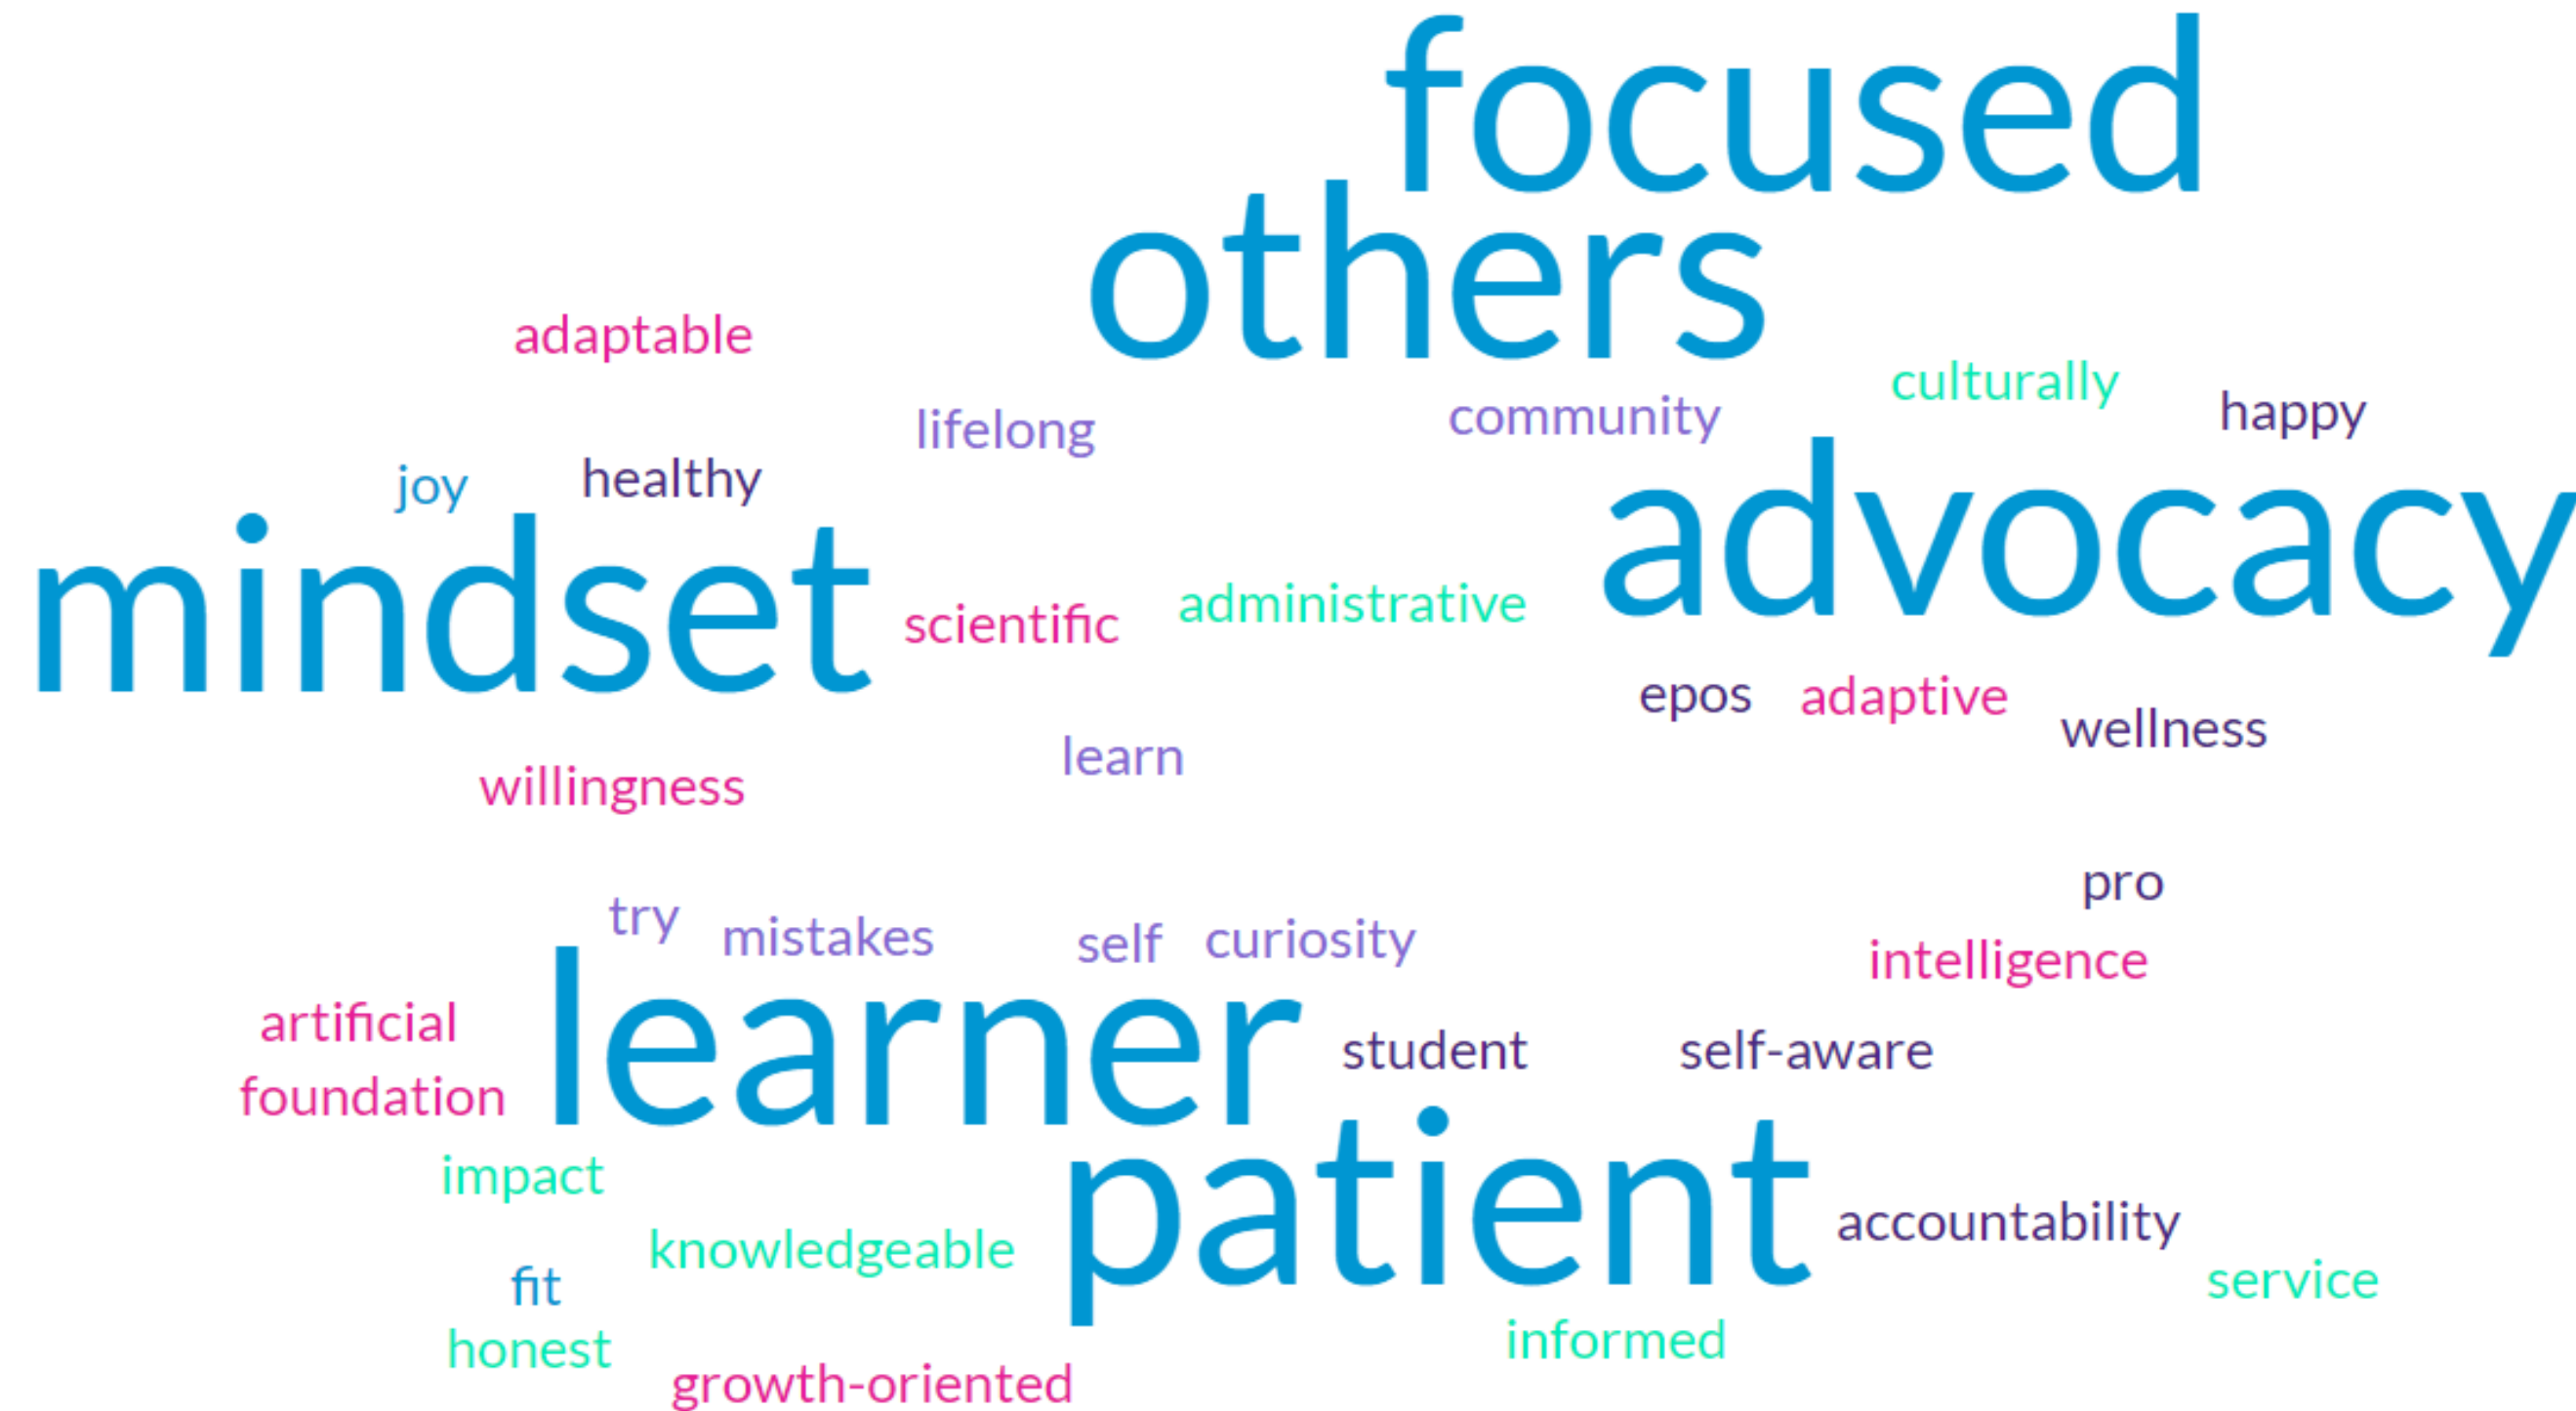 focused
others
adaptable
culturally
happy
lifelong
community
joy
healthy
advocacy
mindset
scientific
administrative
epos
adaptive
wellness
willingness
learn
pro
try
mistakes
self
curiosity
intelligence
artificial
learner
student
self-aware
foundation
impact
patient
accountability
knowledgeable
fit
service
honest
informed
growth-oriented